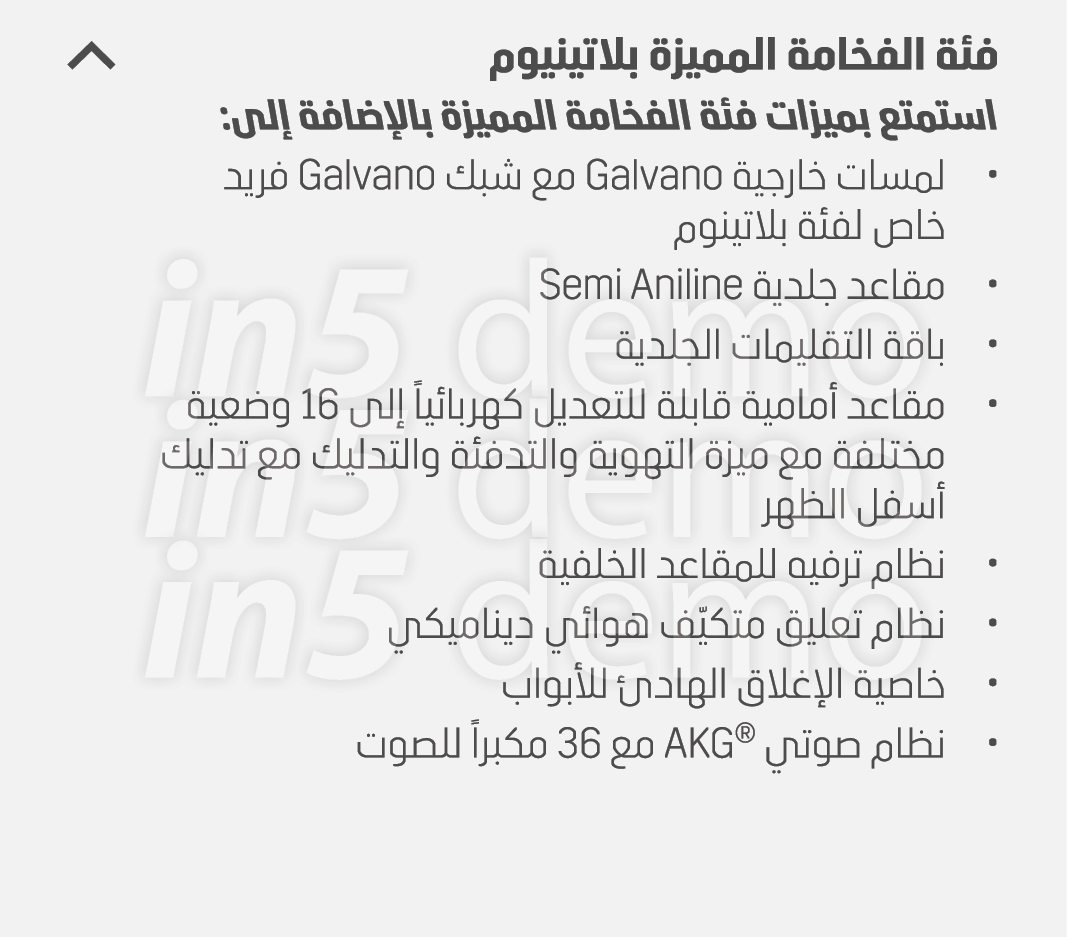 فئة الفخامة المميزة بلاتينيوم
استمتع بميزات فئة الفخامة المميزة بالإضافة إلى:
• لمسات خارجية Galvano مع شبك Galvano فريد
خاص لفئة بلاتينوم
• مقاعد جلدية Semi Aniline
• باقة التقليمات الجلدية
• مقاعد أمامية قابلة للتعديل كهربائياً إلى 16 وضعية
مختلفة مع ميزة التهوية والتدفئة والتدليك مع تدليك
أسفل الظهر
• نظام ترفيه للمقاعد الخلفية
• نظام تعليق متكيّف هوائي ديناميكي
• خاصية الإغلاق الهادئ للأبواب
• نظام صوتي AKG® مع 36 مكبراً للصوت
in5 demo
in5 demo
in5 demo